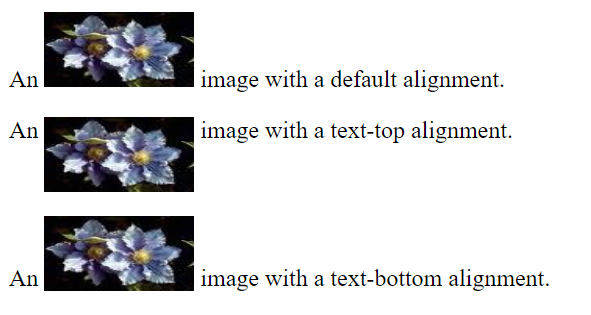 An image with a default alignment.
An image with a text-top alignment.
An image with a text-bottom alignment.